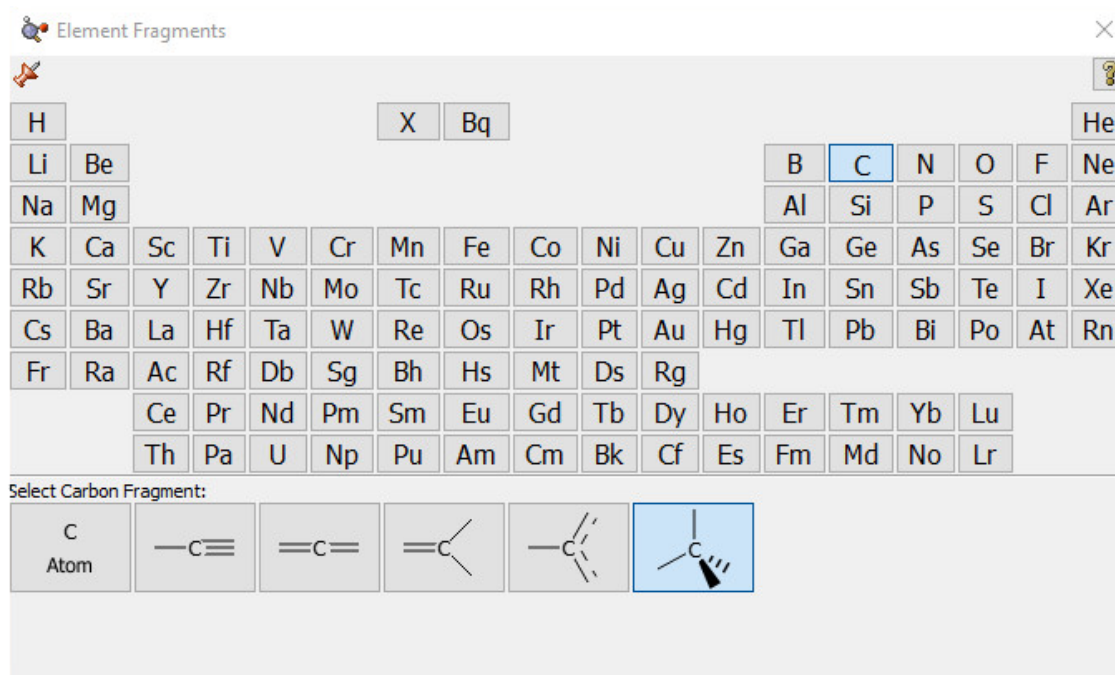 Element Fragments
?
H X Bq He
Li Be B C N O F Ne
Na Mg Al Si P S Cl Ar
K Ca Sc Ti V Cr Mn Fe Co Ni Cu Zn Ga Ge As Se Br Kr
Rb Sr Y Zr Nb Mo Tc Ru Rh Pd Ag Cd In Sn Sb Te I Xe
Cs Ba La Hf Ta W Re Os Ir Pt Au Hg Tl Pb Bi Po At Rn
Fr Ra Ac Rf Db Sg Bh Hs Mt Ds Rg
Ce Pr Nd Pm Sm Eu Gd Tb Dy Ho Er Tm Yb Lu
Th Pa U Np Pu Am Cm Bk Cf Es Fm Md No Lr
Select Carbon Fragment:
C C C C C C
Atom